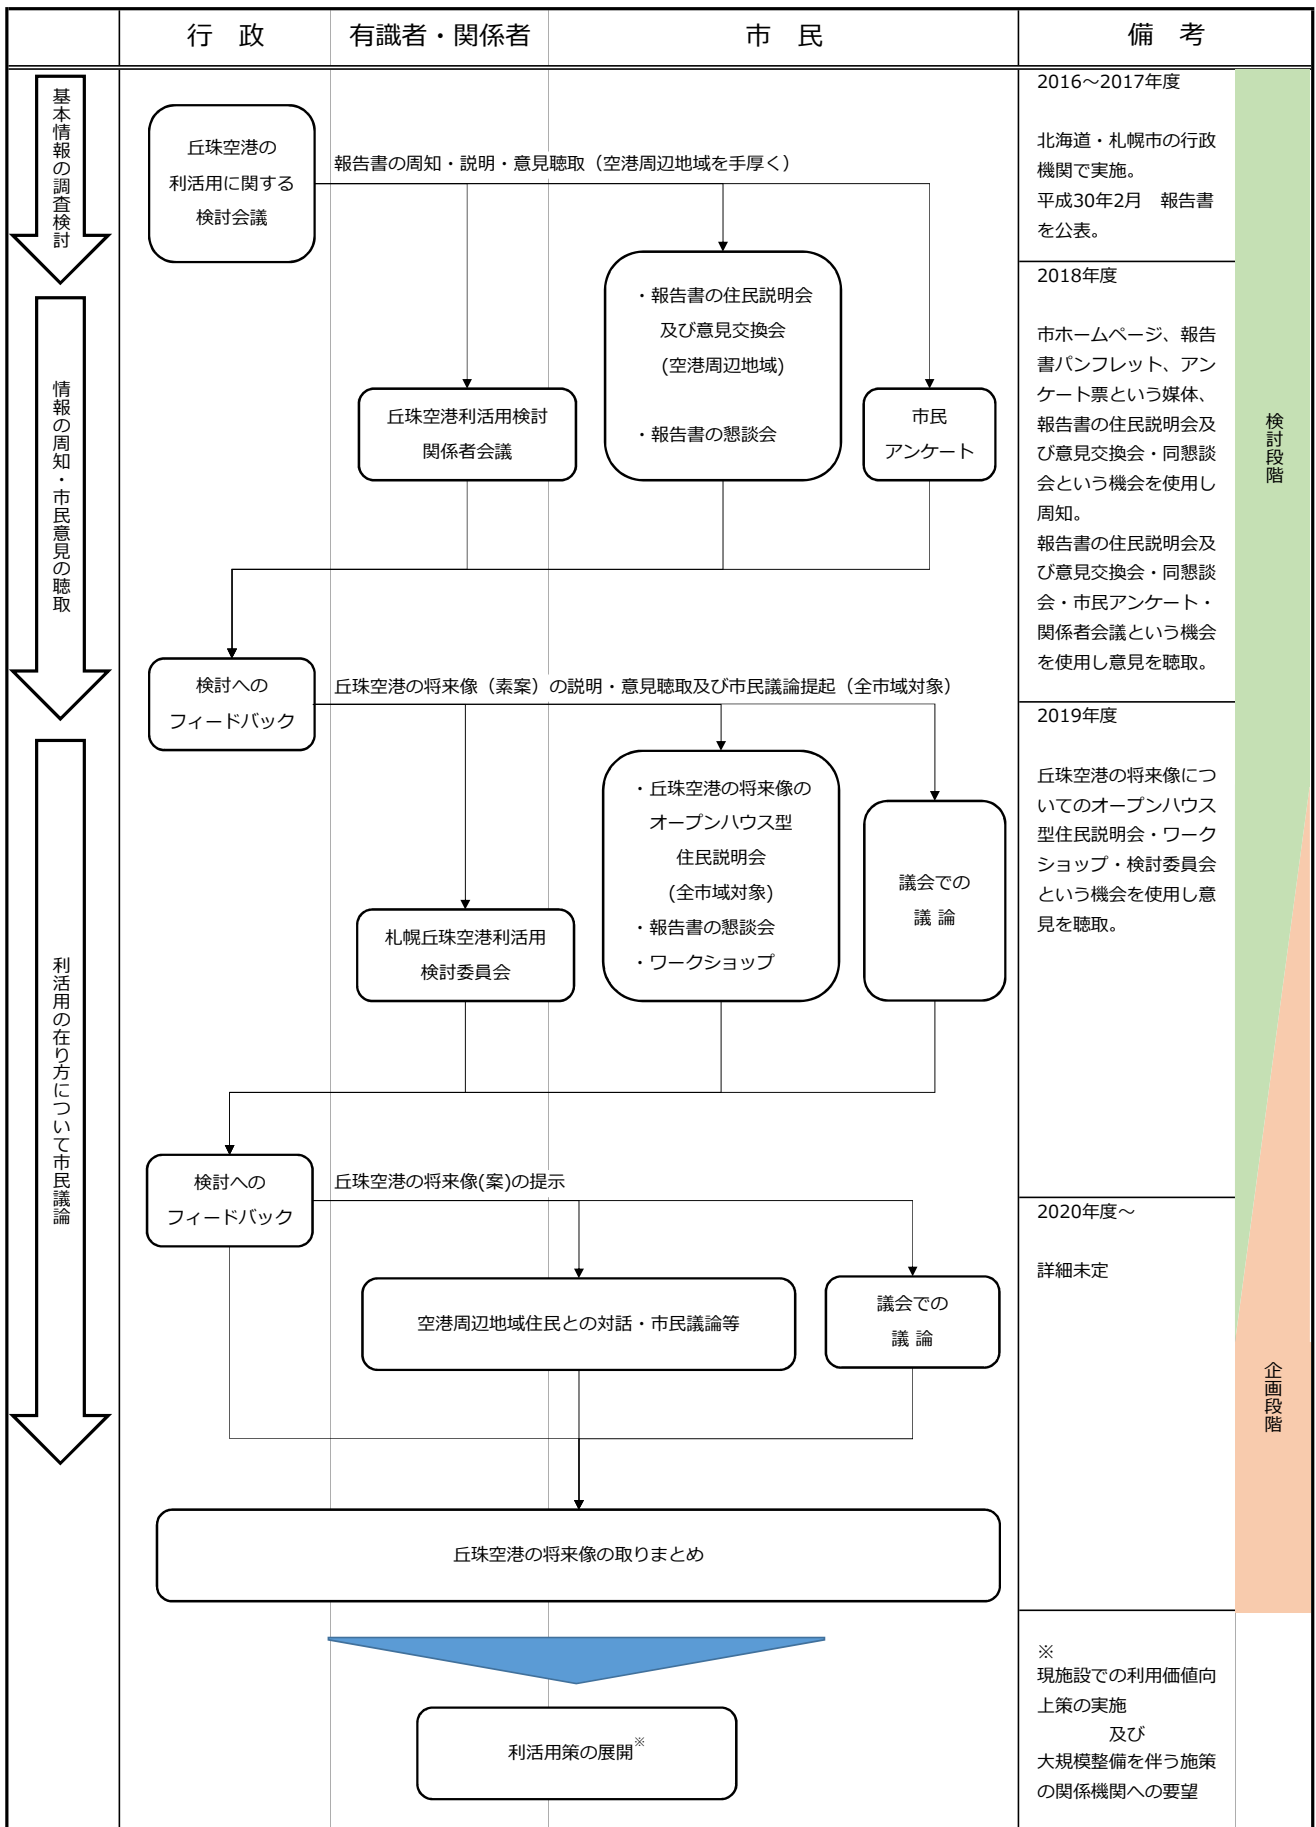 行　政
有識者・関係者
市　民
備　考
基本情報の調査検討
丘珠空港の
利活用に関する
検討会議
報告書の周知・説明・意見聴取（空港周辺地域を手厚く）
2016～2017年度
北海道・札幌市の行政
機関で実施。
平成30年2月　報告書
を公表。
情報の周知・市民意見の聴取
丘珠空港利活用検討
関係者会議
・報告書の住民説明会
及び意見交換会
(空港周辺地域)
・報告書の懇談会
市民
アンケート
2018年度
市ホームページ、報告
書パンフレット、アン
ケート票という媒体、
報告書の住民説明会及
び意見交換会・同懇談
会という機会を使用し
周知。
報告書の住民説明会及
び意見交換会・同懇談
会・市民アンケート・
関係者会議という機会
を使用し意見を聴取。
検討段階
検討への
フィードバック
丘珠空港の将来像（素案）の説明・意見聴取及び市民議論提起（全市域対象）
利活用の在り方について市民議論
札幌丘珠空港利活用
検討委員会
・丘珠空港の将来像の
オープンハウス型
住民説明会
(全市域対象)
・報告書の懇談会
・ワークショップ
議会での
議 論
2019年度
丘珠空港の将来像につ
いてのオープンハウス
型住民説明会・ワーク
ショップ・検討委員会
という機会を使用し意
見を聴取。
検討への
フィードバック
丘珠空港の将来像(案)の提示
空港周辺地域住民との対話・市民議論等
議会での
議 論
2020年度～
詳細未定
企画段階
丘珠空港の将来像の取りまとめ
利活用策の展開※
※
現施設での利用価値向
上策の実施
及び
大規模整備を伴う施策
の関係機関への要望